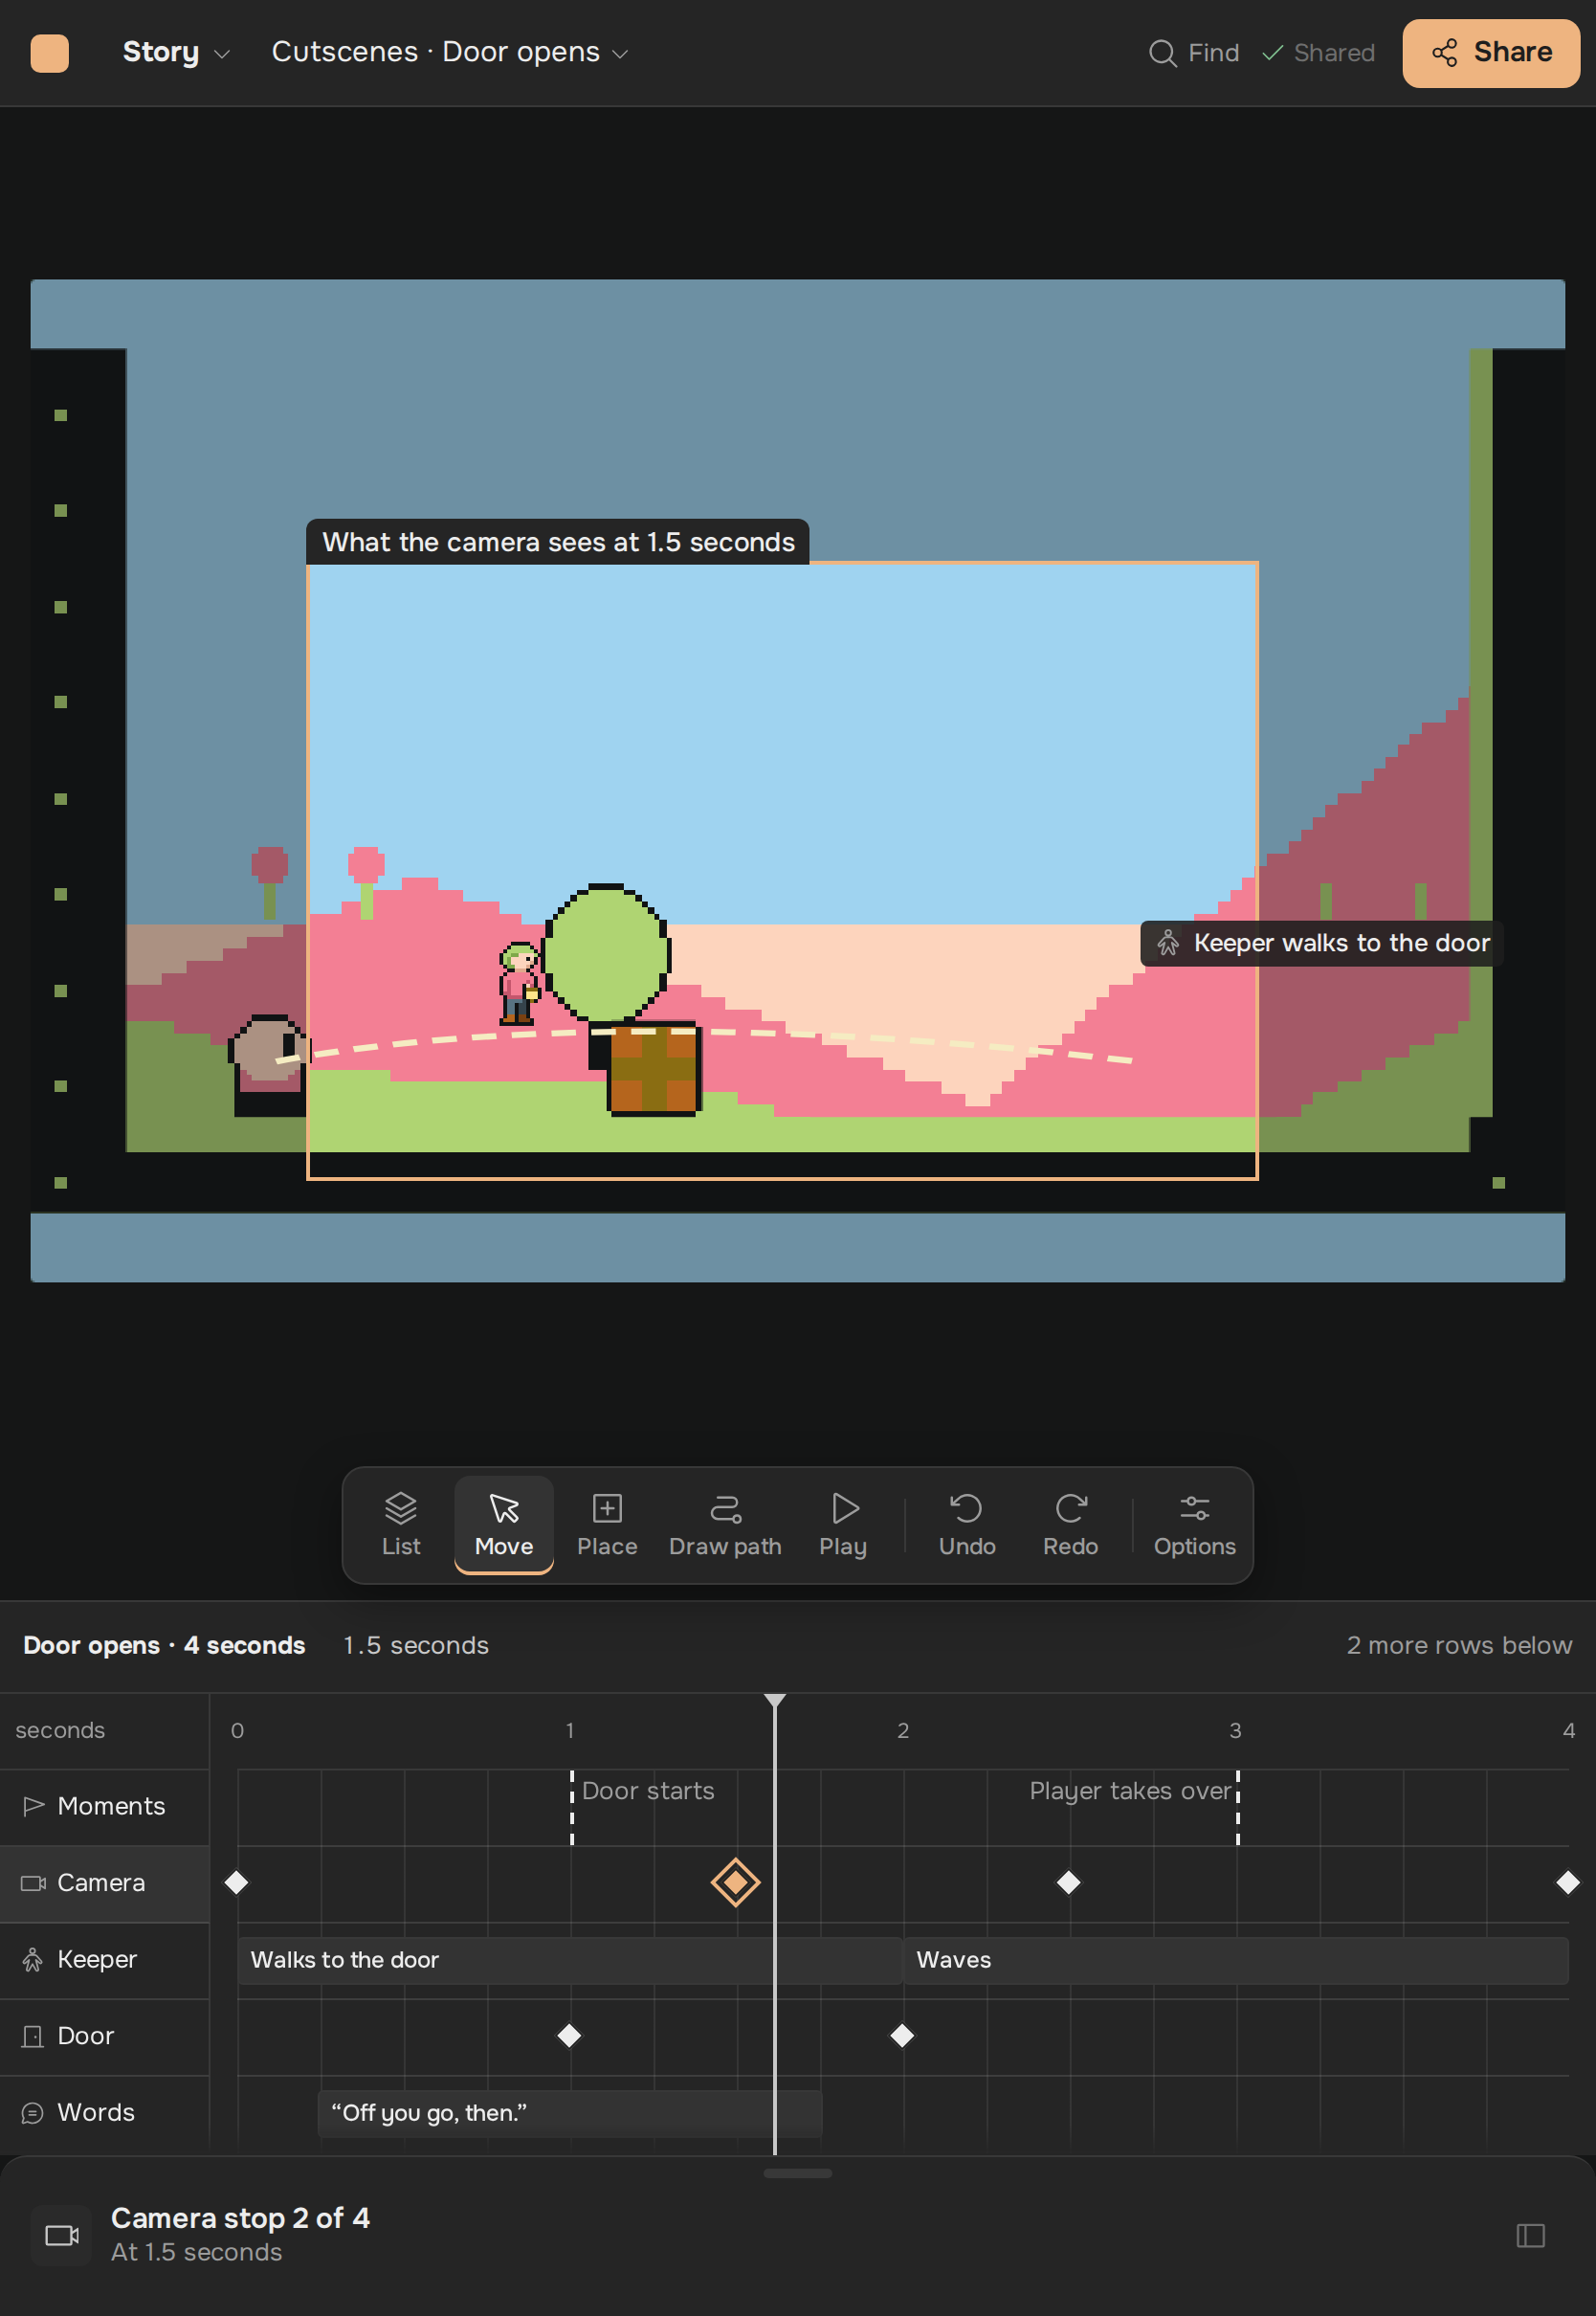 Story
Cutscenes · Door opens
Find
Shared
Share
What the camera sees at 1.5 seconds
Keeper walks to the door
List
Move
Place
Draw path
Play
Undo
Redo
Options
Door opens · 4 seconds
1.5 seconds
2 more rows below
seconds
0
1
2
3
4
Moments
Door starts
Player takes over
Camera
Keeper
Walks to the door
Waves
Door
Words
“Off you go, then.”
Camera stop 2 of 4
At 1.5 seconds